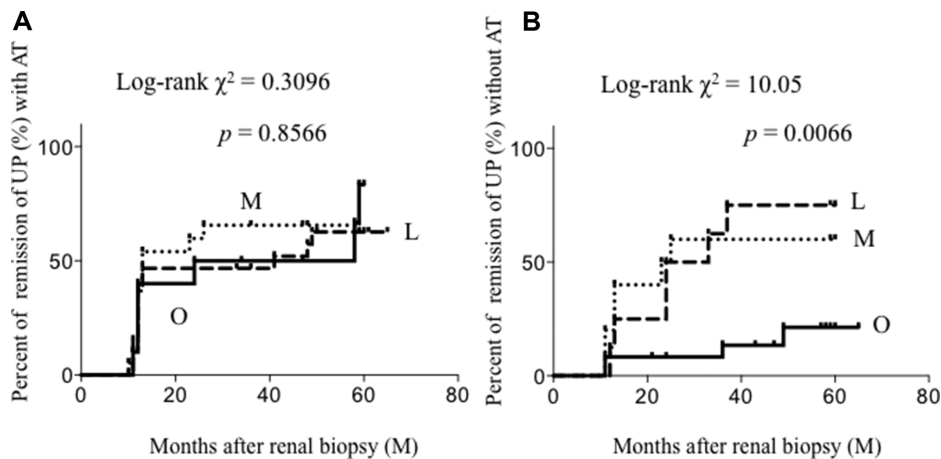 A
Percent of remission of UP (%) with AT
Log-rank χ² = 0.3096
p = 0.8566
100
50
0
M
L
O
0 20 40 60 80
Months after renal biopsy (M)
B
Percent of remission of UP (%) without AT
Log-rank χ² = 10.05
p = 0.0066
100
50
0
L
M
O
0 20 40 60 80
Months after renal biopsy (M)